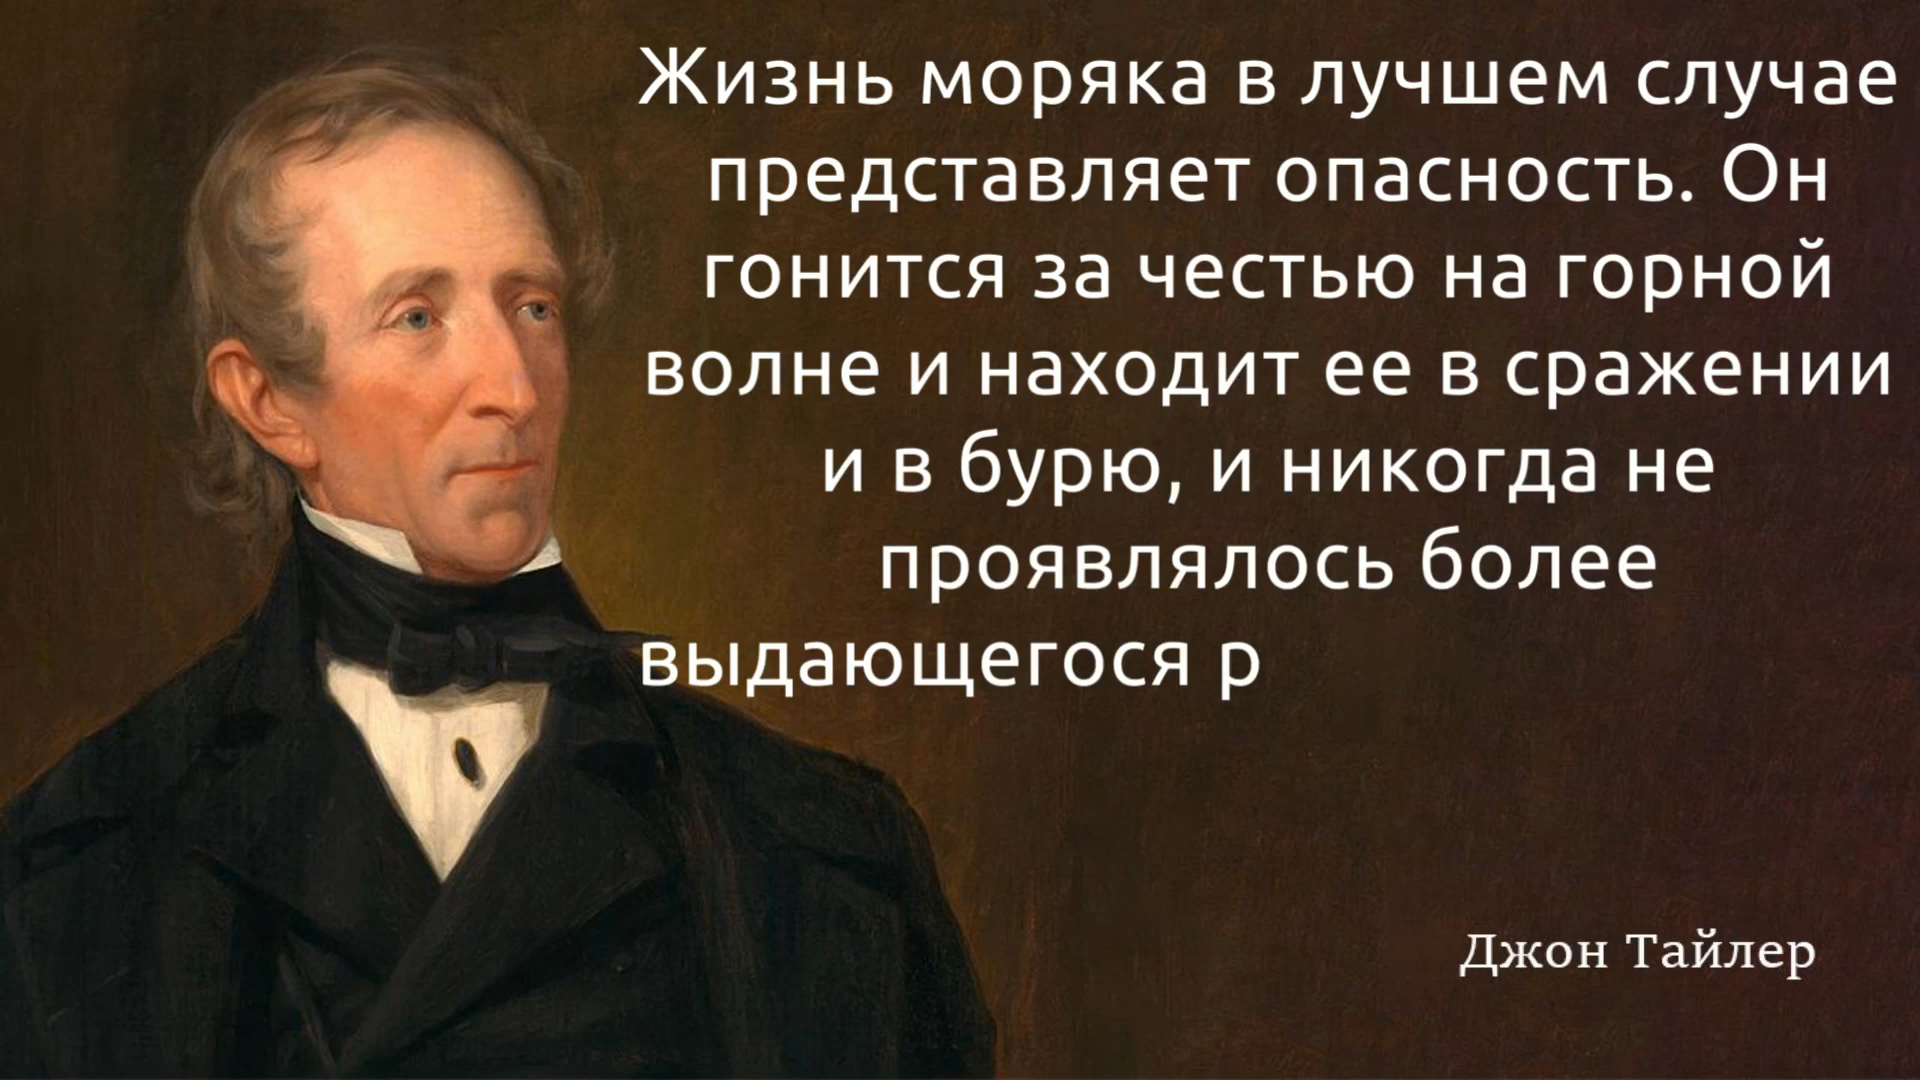 Жизнь моряка в лучшем случае
представляет опасность. Он
гонится за честью на горной
волне и находит ее в сражении
и в бурю, и никогда не
проявлялось более
выдающегося р
Джон Тайлер